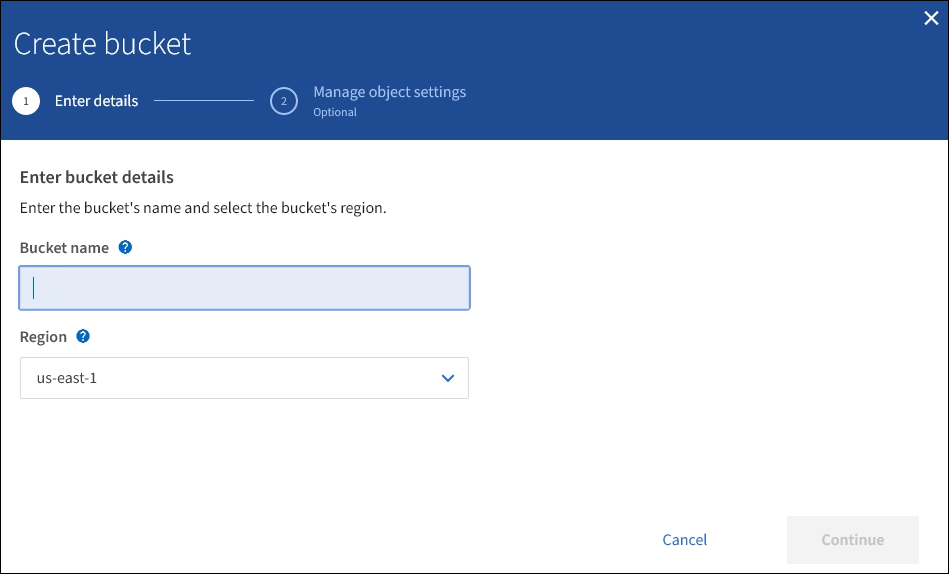 Create bucket
1 Enter details
2 Manage object settings
Optional
Enter bucket details
Enter the bucket's name and select the bucket's region.
Bucket name ?
Region ?
us-east-1
Cancel Continue